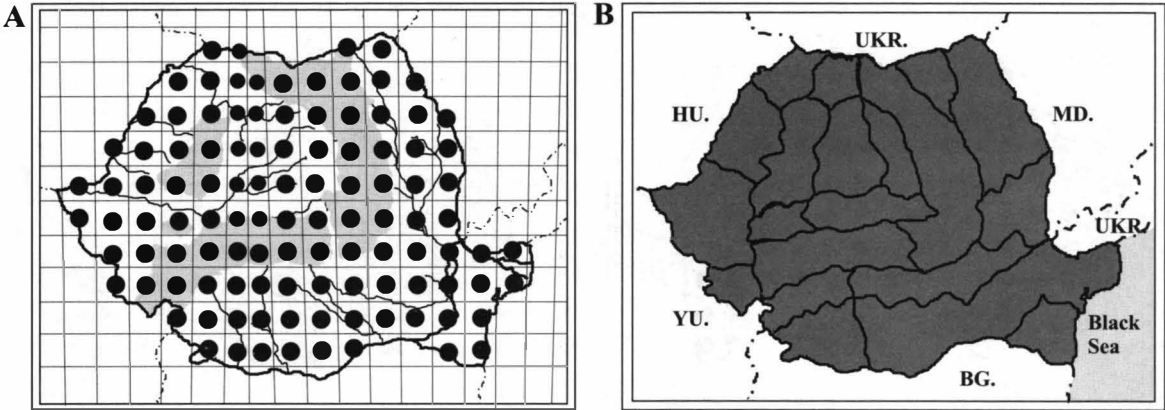 A
B
UKR.
HU.
MD.
UKR.
YU.
Black
Sea
BG.